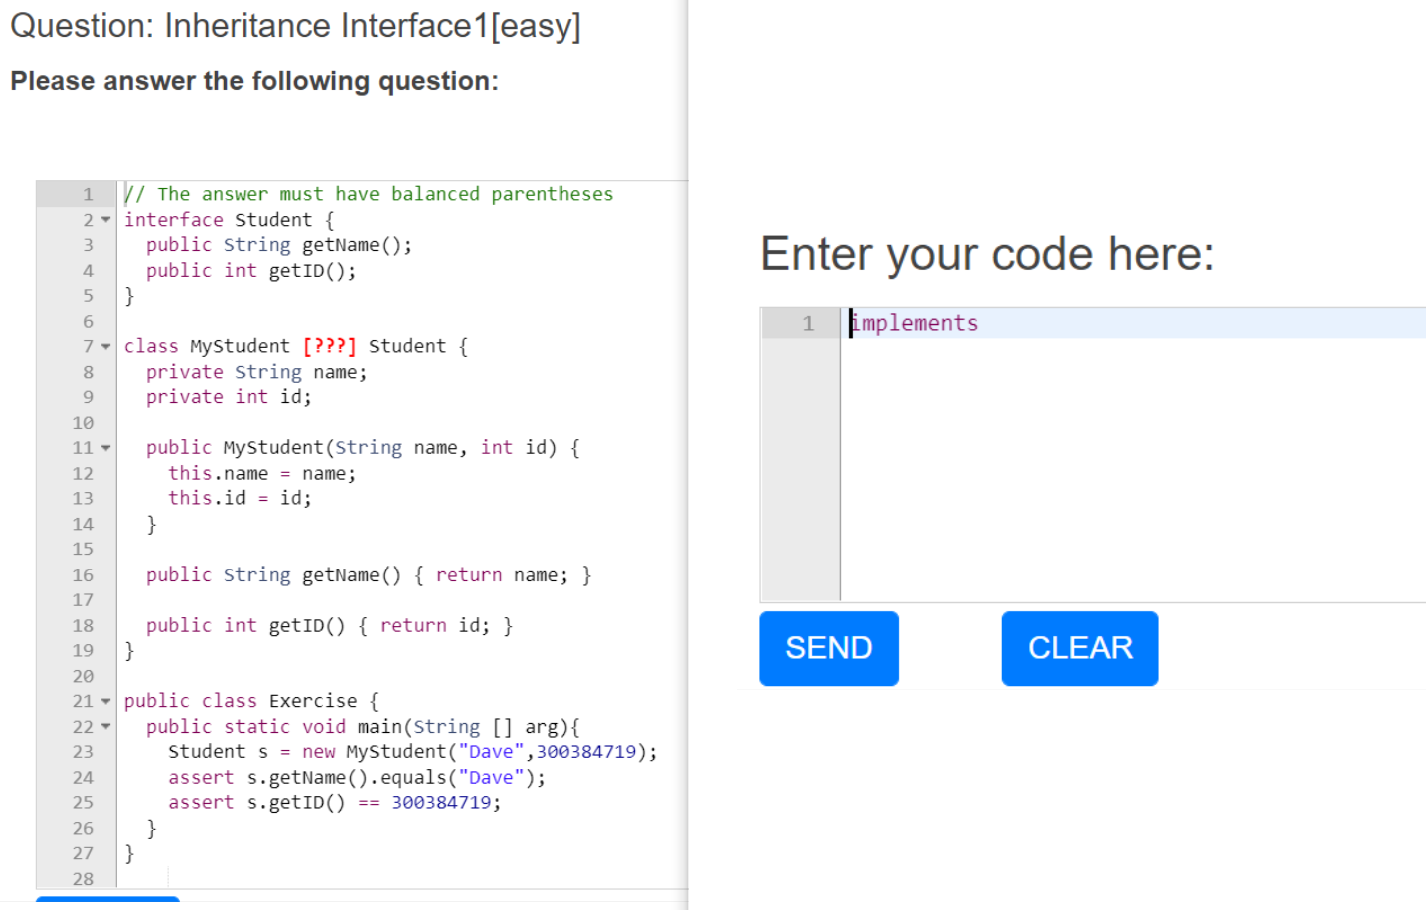 Question: Inheritance Interface1[easy]
Please answer the following question:
1 // The answer must have balanced parentheses
2 interface Student {
3 public String getName();
4 public int getID();
5 }
6
7 class MyStudent [???] Student {
8 private String name;
9 private int id;
10
11 public MyStudent(String name, int id) {
12 this.name = name;
13 this.id = id;
14 }
15
16 public String getName() { return name; }
17
18 public int getID() { return id; }
19 }
20
21 public class Exercise {
22 public static void main(String [] arg){
23 Student s = new MyStudent("Dave",300384719);
24 assert s.getName().equals("Dave");
25 assert s.getID() == 300384719;
26 }
27 }
28
Enter your code here:
1 implements
SEND CLEAR